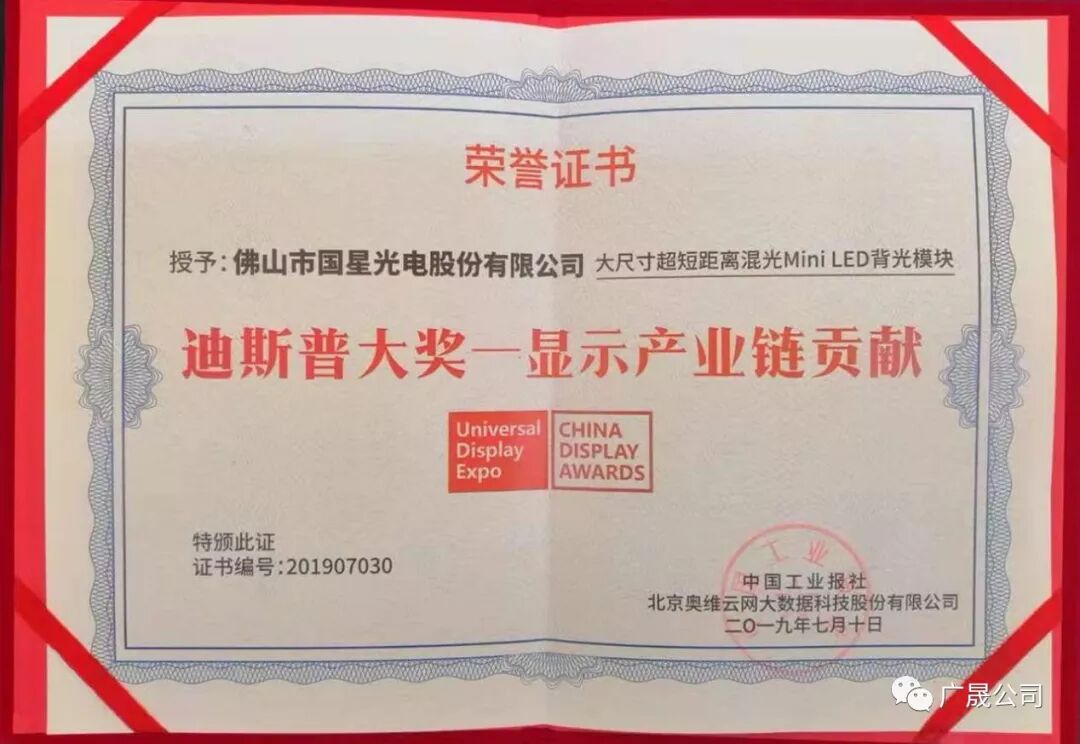 荣誉证书
授予:佛山市国星光电股份有限公司 大尺寸超短距离混光Mini LED背光模块
迪斯普大奖—显示产业链贡献
Universal
Display
Expo
CHINA
DISPLAY
AWARDS
特颁此证
证书编号:201907030
中国工业报社
北京奥维云网大数据科技股份有限公司
二〇一九年七月十日
广晟公司